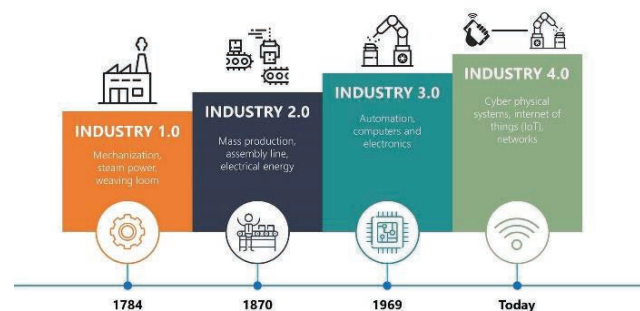 INDUSTRY 1.0
Mechanization,
steam power,
weaving loom
INDUSTRY 2.0
Mass production,
assembly line,
electrical energy
INDUSTRY 3.0
Automation,
computers and
electronics
INDUSTRY 4.0
Cyber physical
systems, internet of
things (IoT),
networks
1784
1870
1969
Today